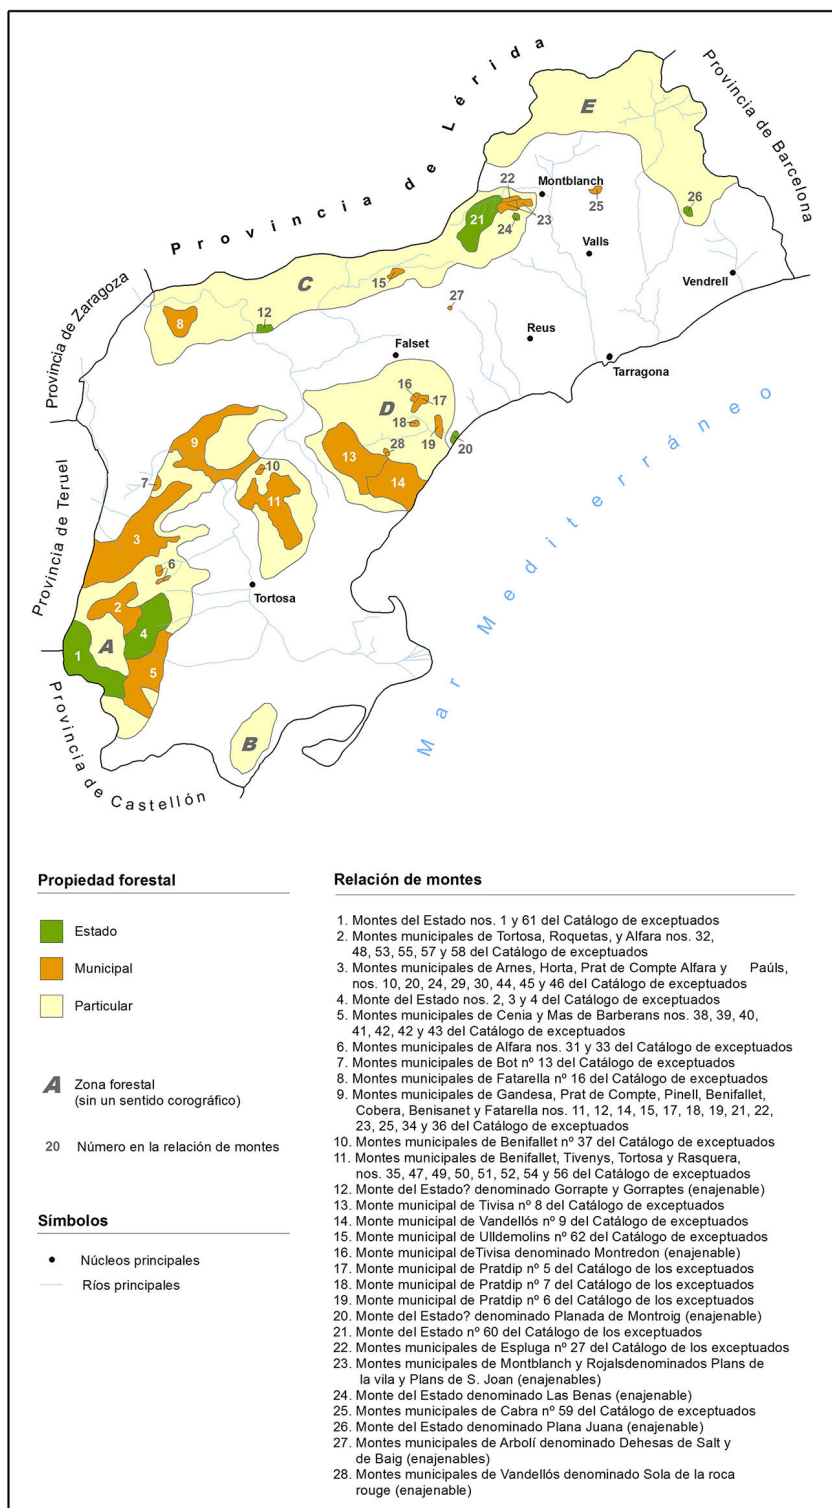 Provincia de Lérida
Provincia de Barcelona
Provincia de Zaragoza
Provincia de Teruel
Provincia de Castellón
Mar Mediterráneo
E
22
Montblanch
26
21
25
23
24
Valls
C
15
Vendrell
27
8
12
Reus
Falset
Tarragona
16
D
17
18
9
19
20
28
13
10
7
14
11
3
6
Tortosa
2
4
A
1
5
B
Propiedad forestal
Estado
Municipal
Particular
A Zona forestal
(sin un sentido corográfico)
20 Número en la relación de montes
Símbolos
Núcleos principales
Ríos principales
Relación de montes
1. Montes del Estado nos. 1 y 61 del Catálogo de exceptuados
2. Montes municipales de Tortosa, Roquetas, y Alfara nos. 32,
48, 53, 55, 57 y 58 del Catálogo de exceptuados
3. Montes municipales de Arnes, Horta, Prat de Compte Alfara y Paúls,
nos. 10, 20, 24, 29, 30, 44, 45 y 46 del Catálogo de exceptuados
4. Monte del Estado nos. 2, 3 y 4 del Catálogo de exceptuados
5. Montes municipales de Cenia y Mas de Barberans nos. 38, 39, 40,
41, 42, 42 y 43 del Catálogo de exceptuados
6. Montes municipales de Alfara nos. 31 y 33 del Catálogo de exceptuados
7. Montes municipales de Bot nº 13 del Catálogo de exceptuados
8. Montes municipales de Fatarella nº 16 del Catálogo de exceptuados
9. Montes municipales de Gandesa, Prat de Compte, Pinell, Benifallet,
Cobera, Benisanet y Fatarella nos. 11, 12, 14, 15, 17, 18, 19, 21, 22,
23, 25, 34 y 36 del Catálogo de exceptuados
10. Montes municipales de Benifallet nº 37 del Catálogo de exceptuados
11. Montes municipales de Benifallet, Tivenys, Tortosa y Rasquera,
nos. 35, 47, 49, 50, 51, 52, 54 y 56 del Catálogo de exceptuados
12. Monte del Estado? denominado Gorrapte y Gorraptes (enajenable)
13. Monte municipal de Tivisa nº 8 del Catálogo de exceptuados
14. Monte municipal de Vandellós nº 9 del Catálogo de exceptuados
15. Monte municipal de Ulldemolins nº 62 del Catálogo de exceptuados
16. Monte municipal deTivisa denominado Montredon (enajenable)
17. Monte municipal de Pratdip nº 5 del Catálogo de los exceptuados
18. Monte municipal de Pratdip nº 7 del Catálogo de los exceptuados
19. Monte municipal de Pratdip nº 6 del Catálogo de los exceptuados
20. Monte del Estado? denominado Planada de Montroig (enajenable)
21. Monte del Estado nº 60 del Catálogo de los exceptuados
22. Montes municipales de Espluga nº 27 del Catálogo de los exceptuados
23. Montes municipales de Montblanch y Rojalsdenominados Plans de
la vila y Plans de S. Joan (enajenables)
24. Monte del Estado denominado Las Benas (enajenable)
25. Montes municipales de Cabra nº 59 del Catálogo de exceptuados
26. Monte del Estado denominado Plana Juana (enajenable)
27. Montes municipales de Arbolí denominado Dehesas de Salt y
de Baig (enajenables)
28. Montes municipales de Vandellós denominado Sola de la roca
rouge (enajenable)